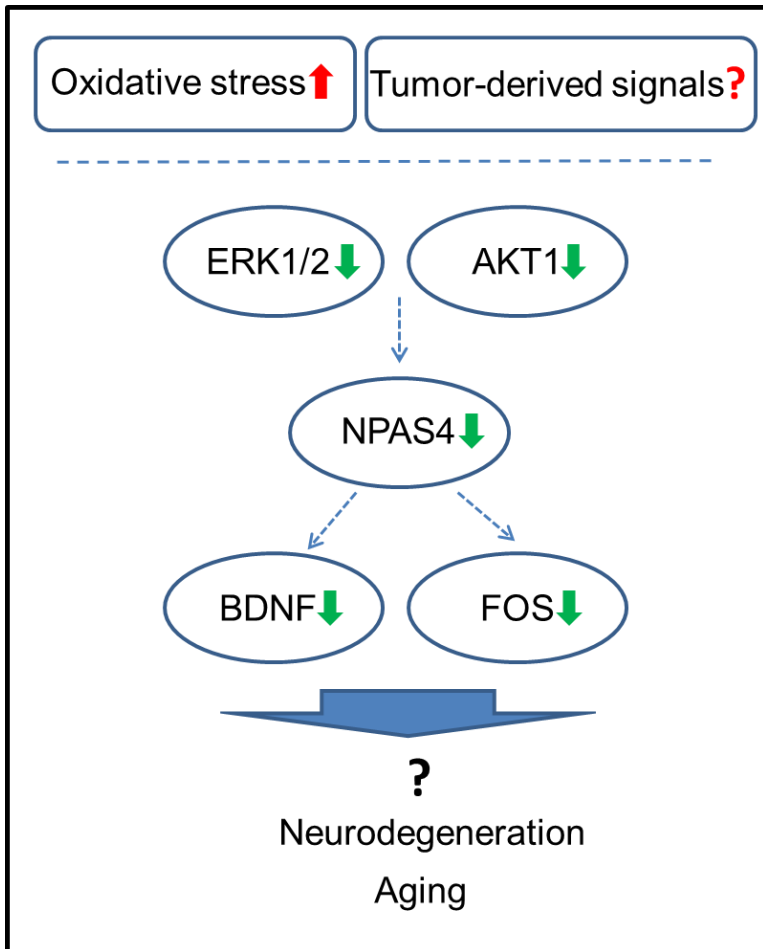 Oxidative stress
Tumor-derived signals?
ERK1/2
AKT1
NPAS4
BDNF
FOS
?
Neurodegeneration
Aging